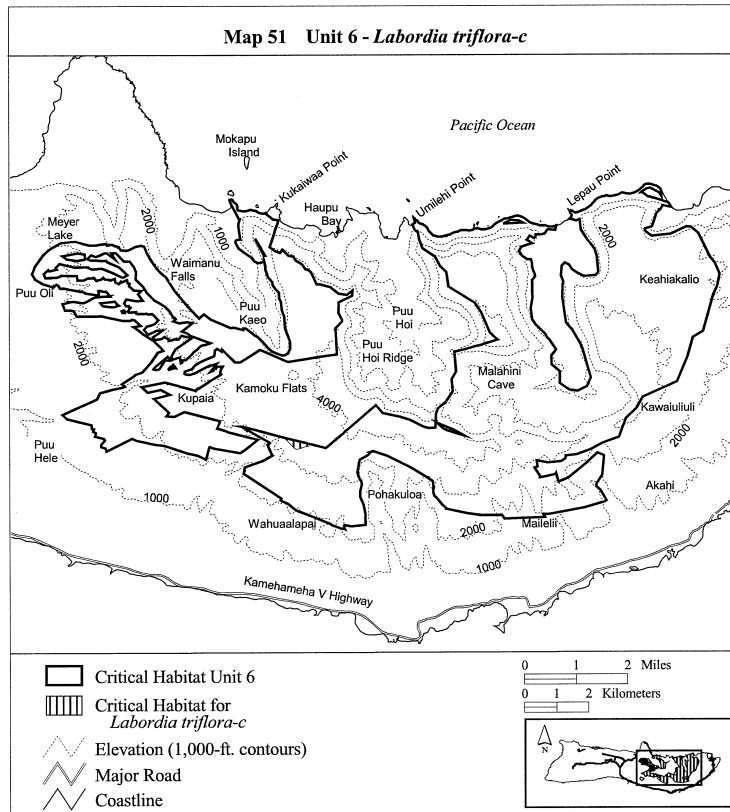 Map 51 Unit 6 - Labordia triflora-c
Pacific Ocean
Mokapu
Island
Kukaiwaa Point
Haupu
Bay
Umilehi Point
Lepau Point
Meyer
Lake
2000
1000
Waimanu
Falls
2000
Keahiakalio
Puu Oli
Puu
Kaeo
Puu
Hoi
Puu
Hoi Ridge
2000
Malahini
Cave
Kupaia
Kamoku Flats
4000
Kawaiuliuli
2000
Puu
Hele
1000
Pohakuloa
Akahi
Wahuaalapai
2000
Mailelii
1000
Kamehameha V Highway
Critical Habitat Unit 6
Critical Habitat for
Labordia triflora-c
Elevation (1,000-ft. contours)
Major Road
Coastline
0 1 2 Miles
0 1 2 Kilometers
N